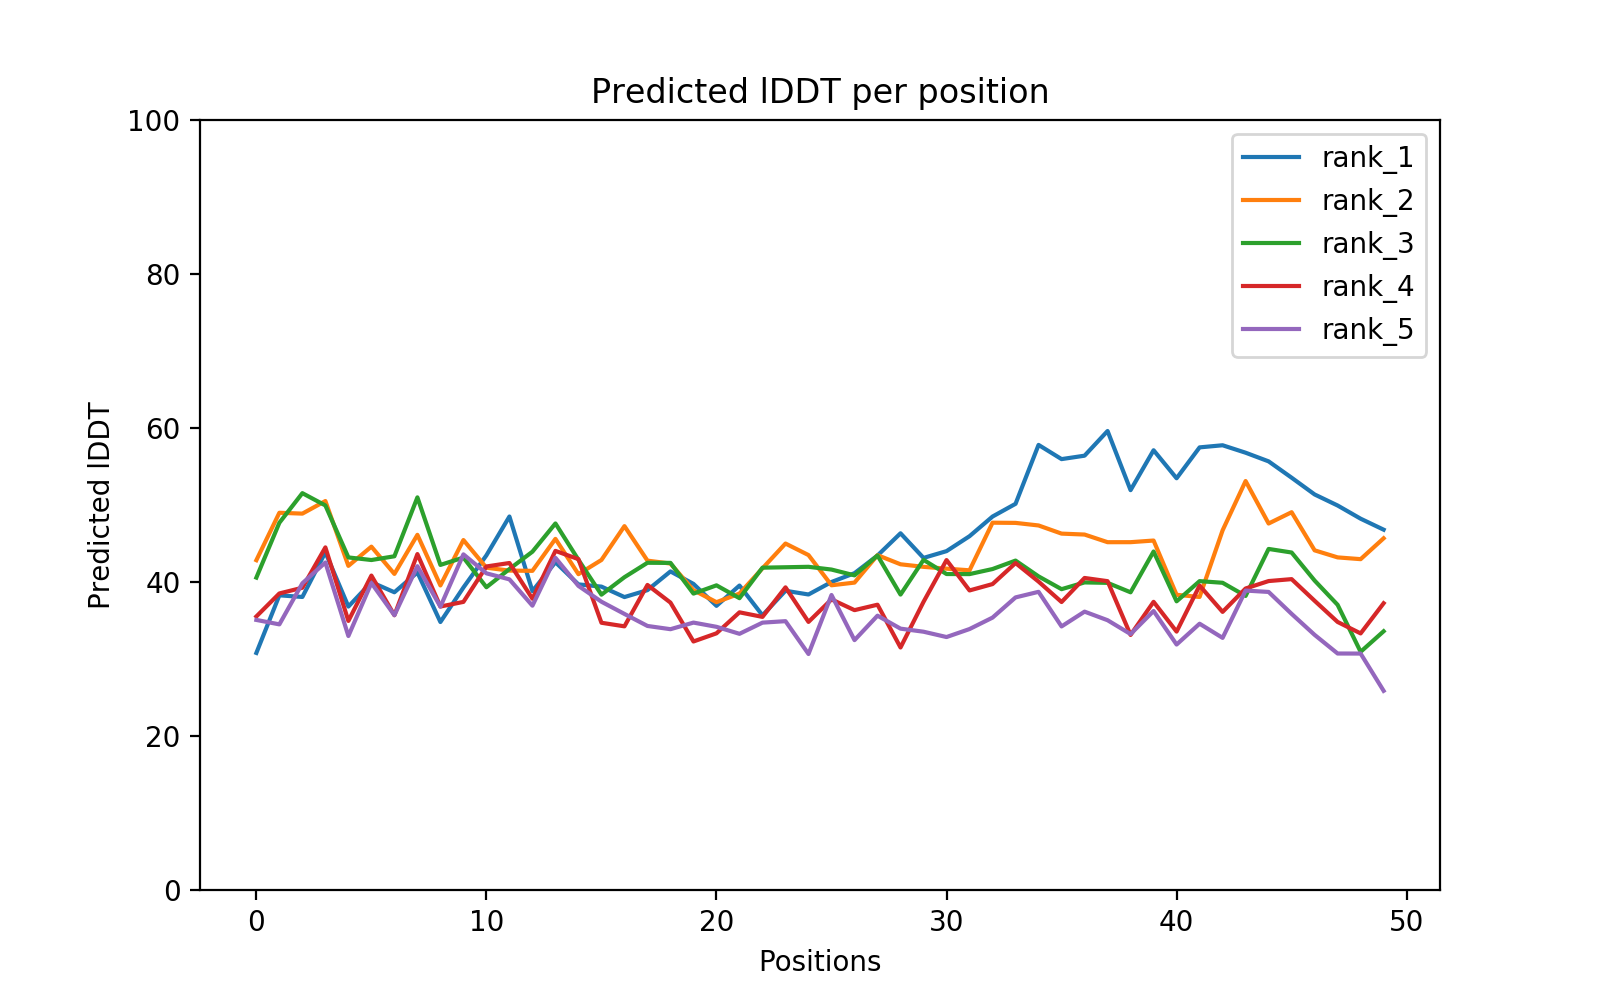 Predicted lDDT per position
100
80
60
40
20
0
Predicted lDDT
0 10 20 30 40 50
Positions
rank_1
rank_2
rank_3
rank_4
rank_5